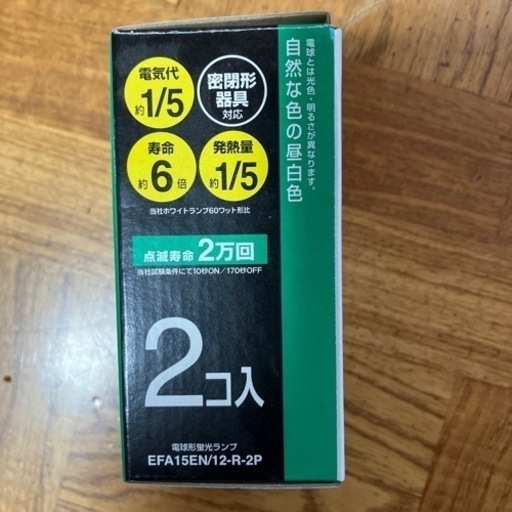 電気代
約1/5
密閉形
器具
対応
寿命
約6倍
発熱量
約1/5
当社ホワイトランプ60ワット形比
点滅寿命 2万回
当社試験条件にて10秒ON/170秒OFF
2コ入
電球形蛍光ランプ
EFA15EN/12-R-2P
電球とは光色・明るさが異なります。
自然な色の昼白色